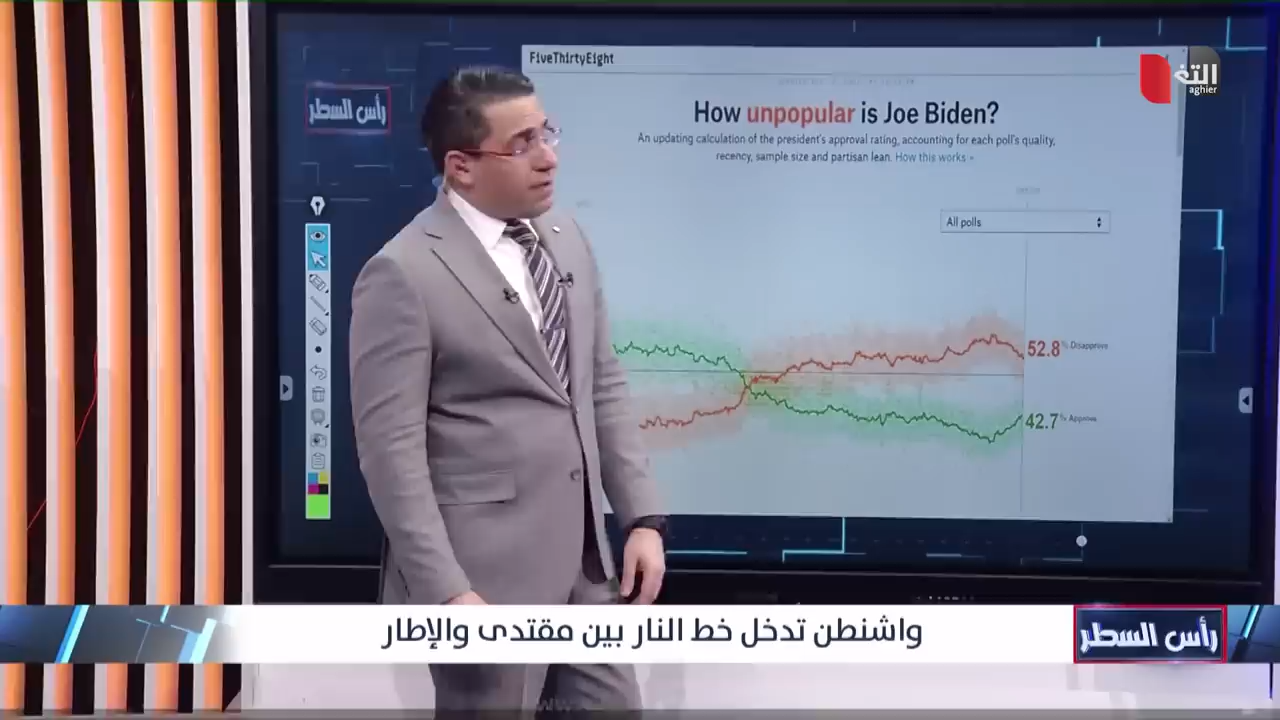 FiveThirtyEight
التغ
aghier
رأس السطر
How unpopular is Joe Biden?
An updating calculation of the president's approval rating, accounting for each poll's quality,
recency, sample size and partisan lean. How this works
All polls
52.8% Disapprove
42.7% Approve
واشنطن تدخل خط النار بين مقتدى والإطار
رأس السطر